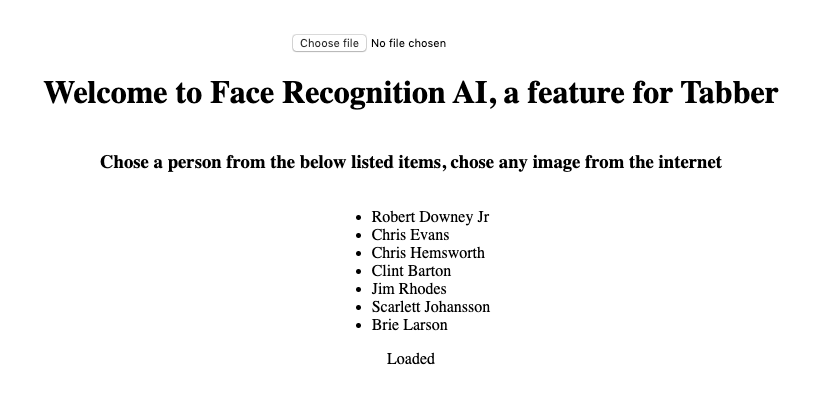 Choose file No file chosen
Welcome to Face Recognition AI, a feature for Tabber
Chose a person from the below listed items, chose any image from the internet
• Robert Downey Jr
• Chris Evans
• Chris Hemsworth
• Clint Barton
• Jim Rhodes
• Scarlett Johansson
• Brie Larson
Loaded